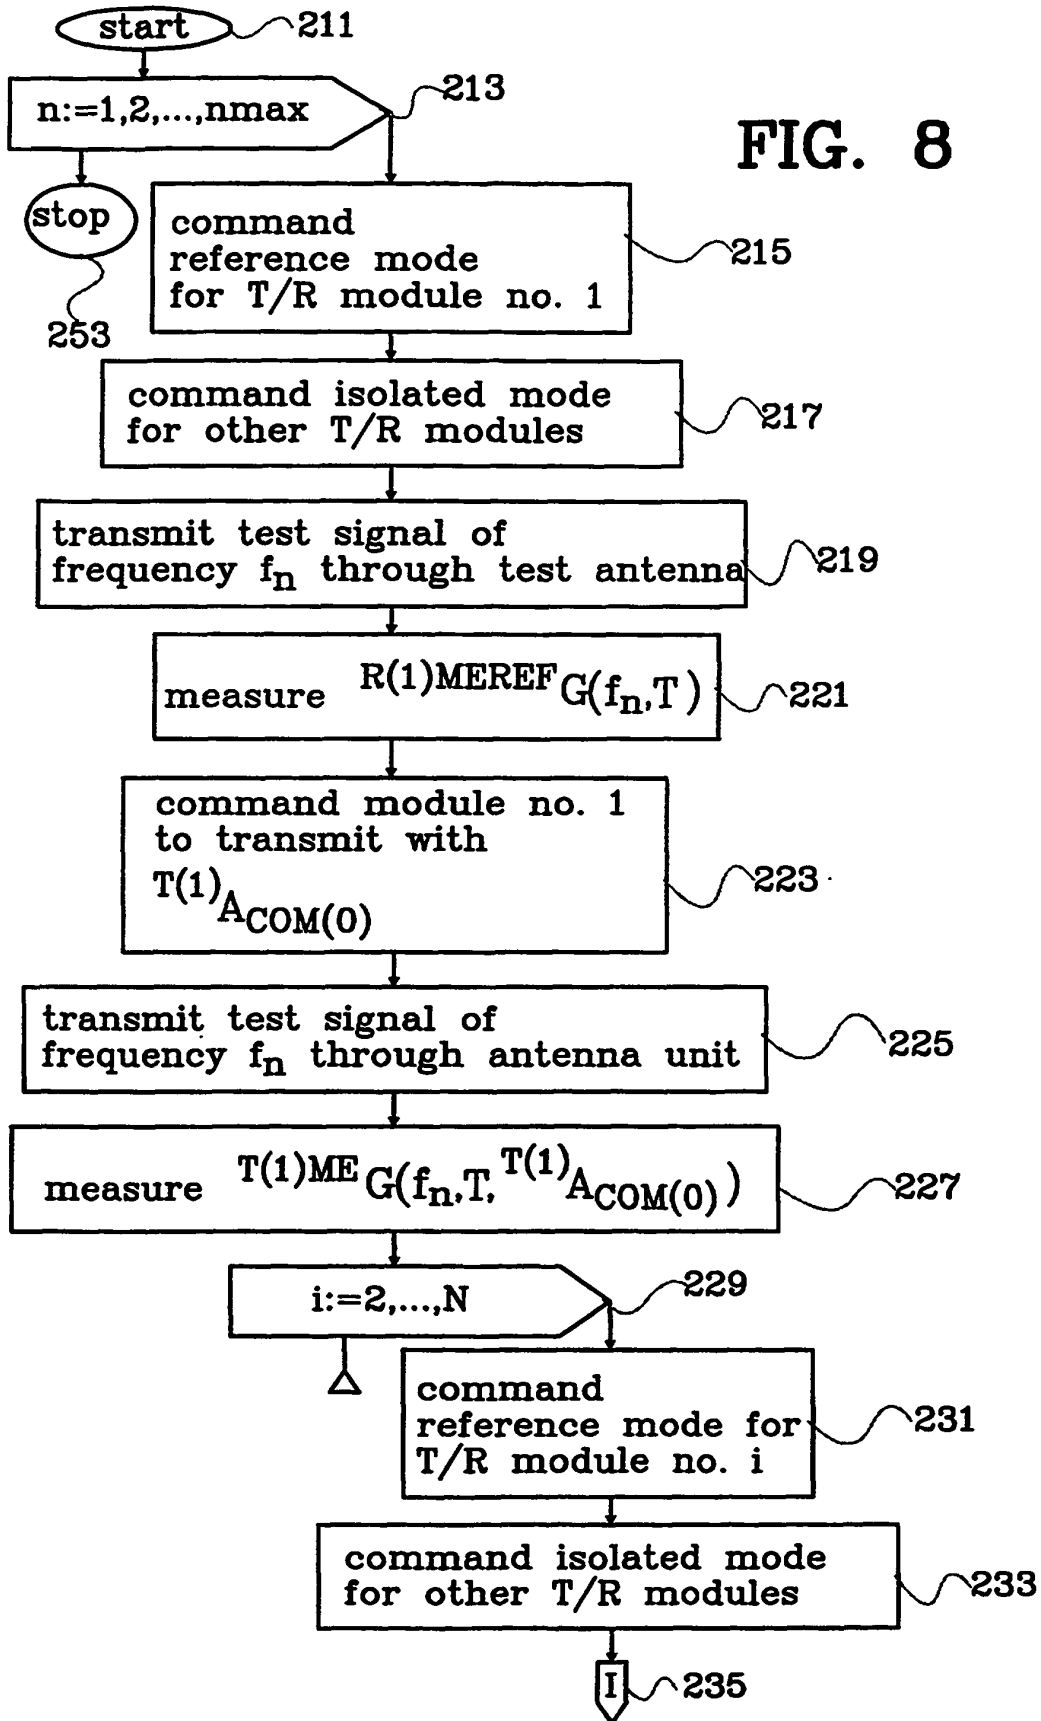 start
211
n:=1,2,...,nmax
213
FIG. 8
stop
253
command
reference mode
for T/R module no. 1
215
command isolated mode
for other T/R modules
217
transmit test signal of
frequency fn through test antenna
219
measure R(1)MEREF G(fn,T)
221
command module no. 1
to transmit with
T(1)ACOM(0)
223
transmit test signal of
frequency fn through antenna unit
225
measure T(1)ME G(fn,T,T(1)ACOM(0))
227
i:=2,...,N
229
command
reference mode for
T/R module no. i
231
command isolated mode
for other T/R modules
233
I
235